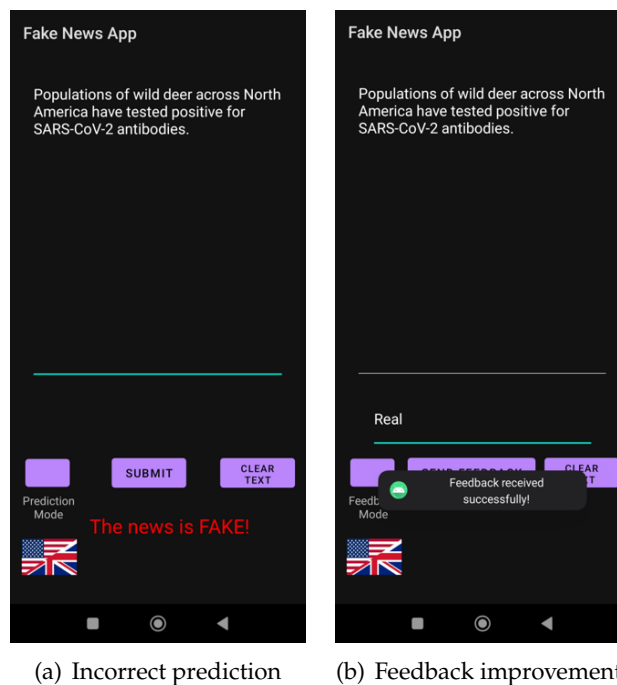 Fake News App
Populations of wild deer across North
America have tested positive for
SARS-CoV-2 antibodies.
SUBMIT
CLEAR
TEXT
Prediction
Mode
The news is FAKE!
(a) Incorrect prediction
Fake News App
Populations of wild deer across North
America have tested positive for
SARS-CoV-2 antibodies.
Real
SEND FEEDBACK
CLEAR
Feedback received
successfully!
Mode
(b) Feedback improvement